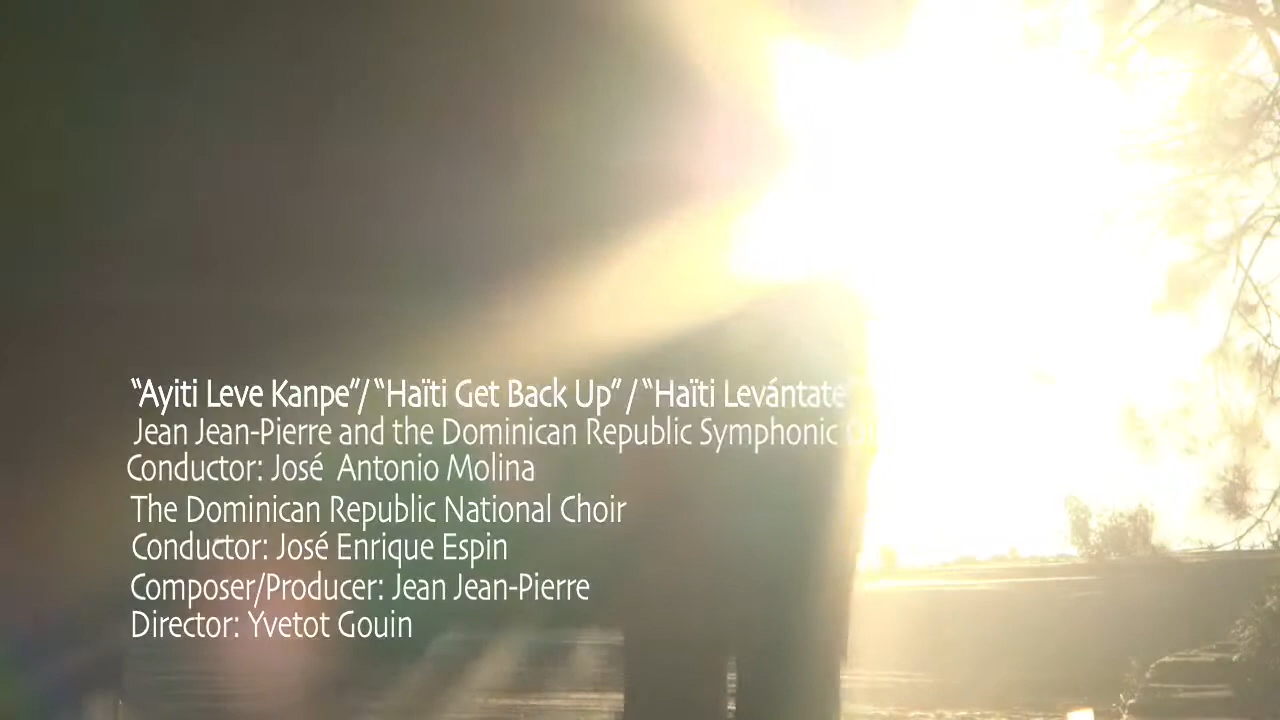 “Ayiti Leve Kanpe”/ “Haïti Get Back Up” / “Haïti Levántate
Jean Jean-Pierre and the Dominican Republic Symphonic
Conductor: José Antonio Molina
The Dominican Republic National Choir
Conductor: José Enrique Espin
Composer/Producer: Jean Jean-Pierre
Director: Yvetot Gouin